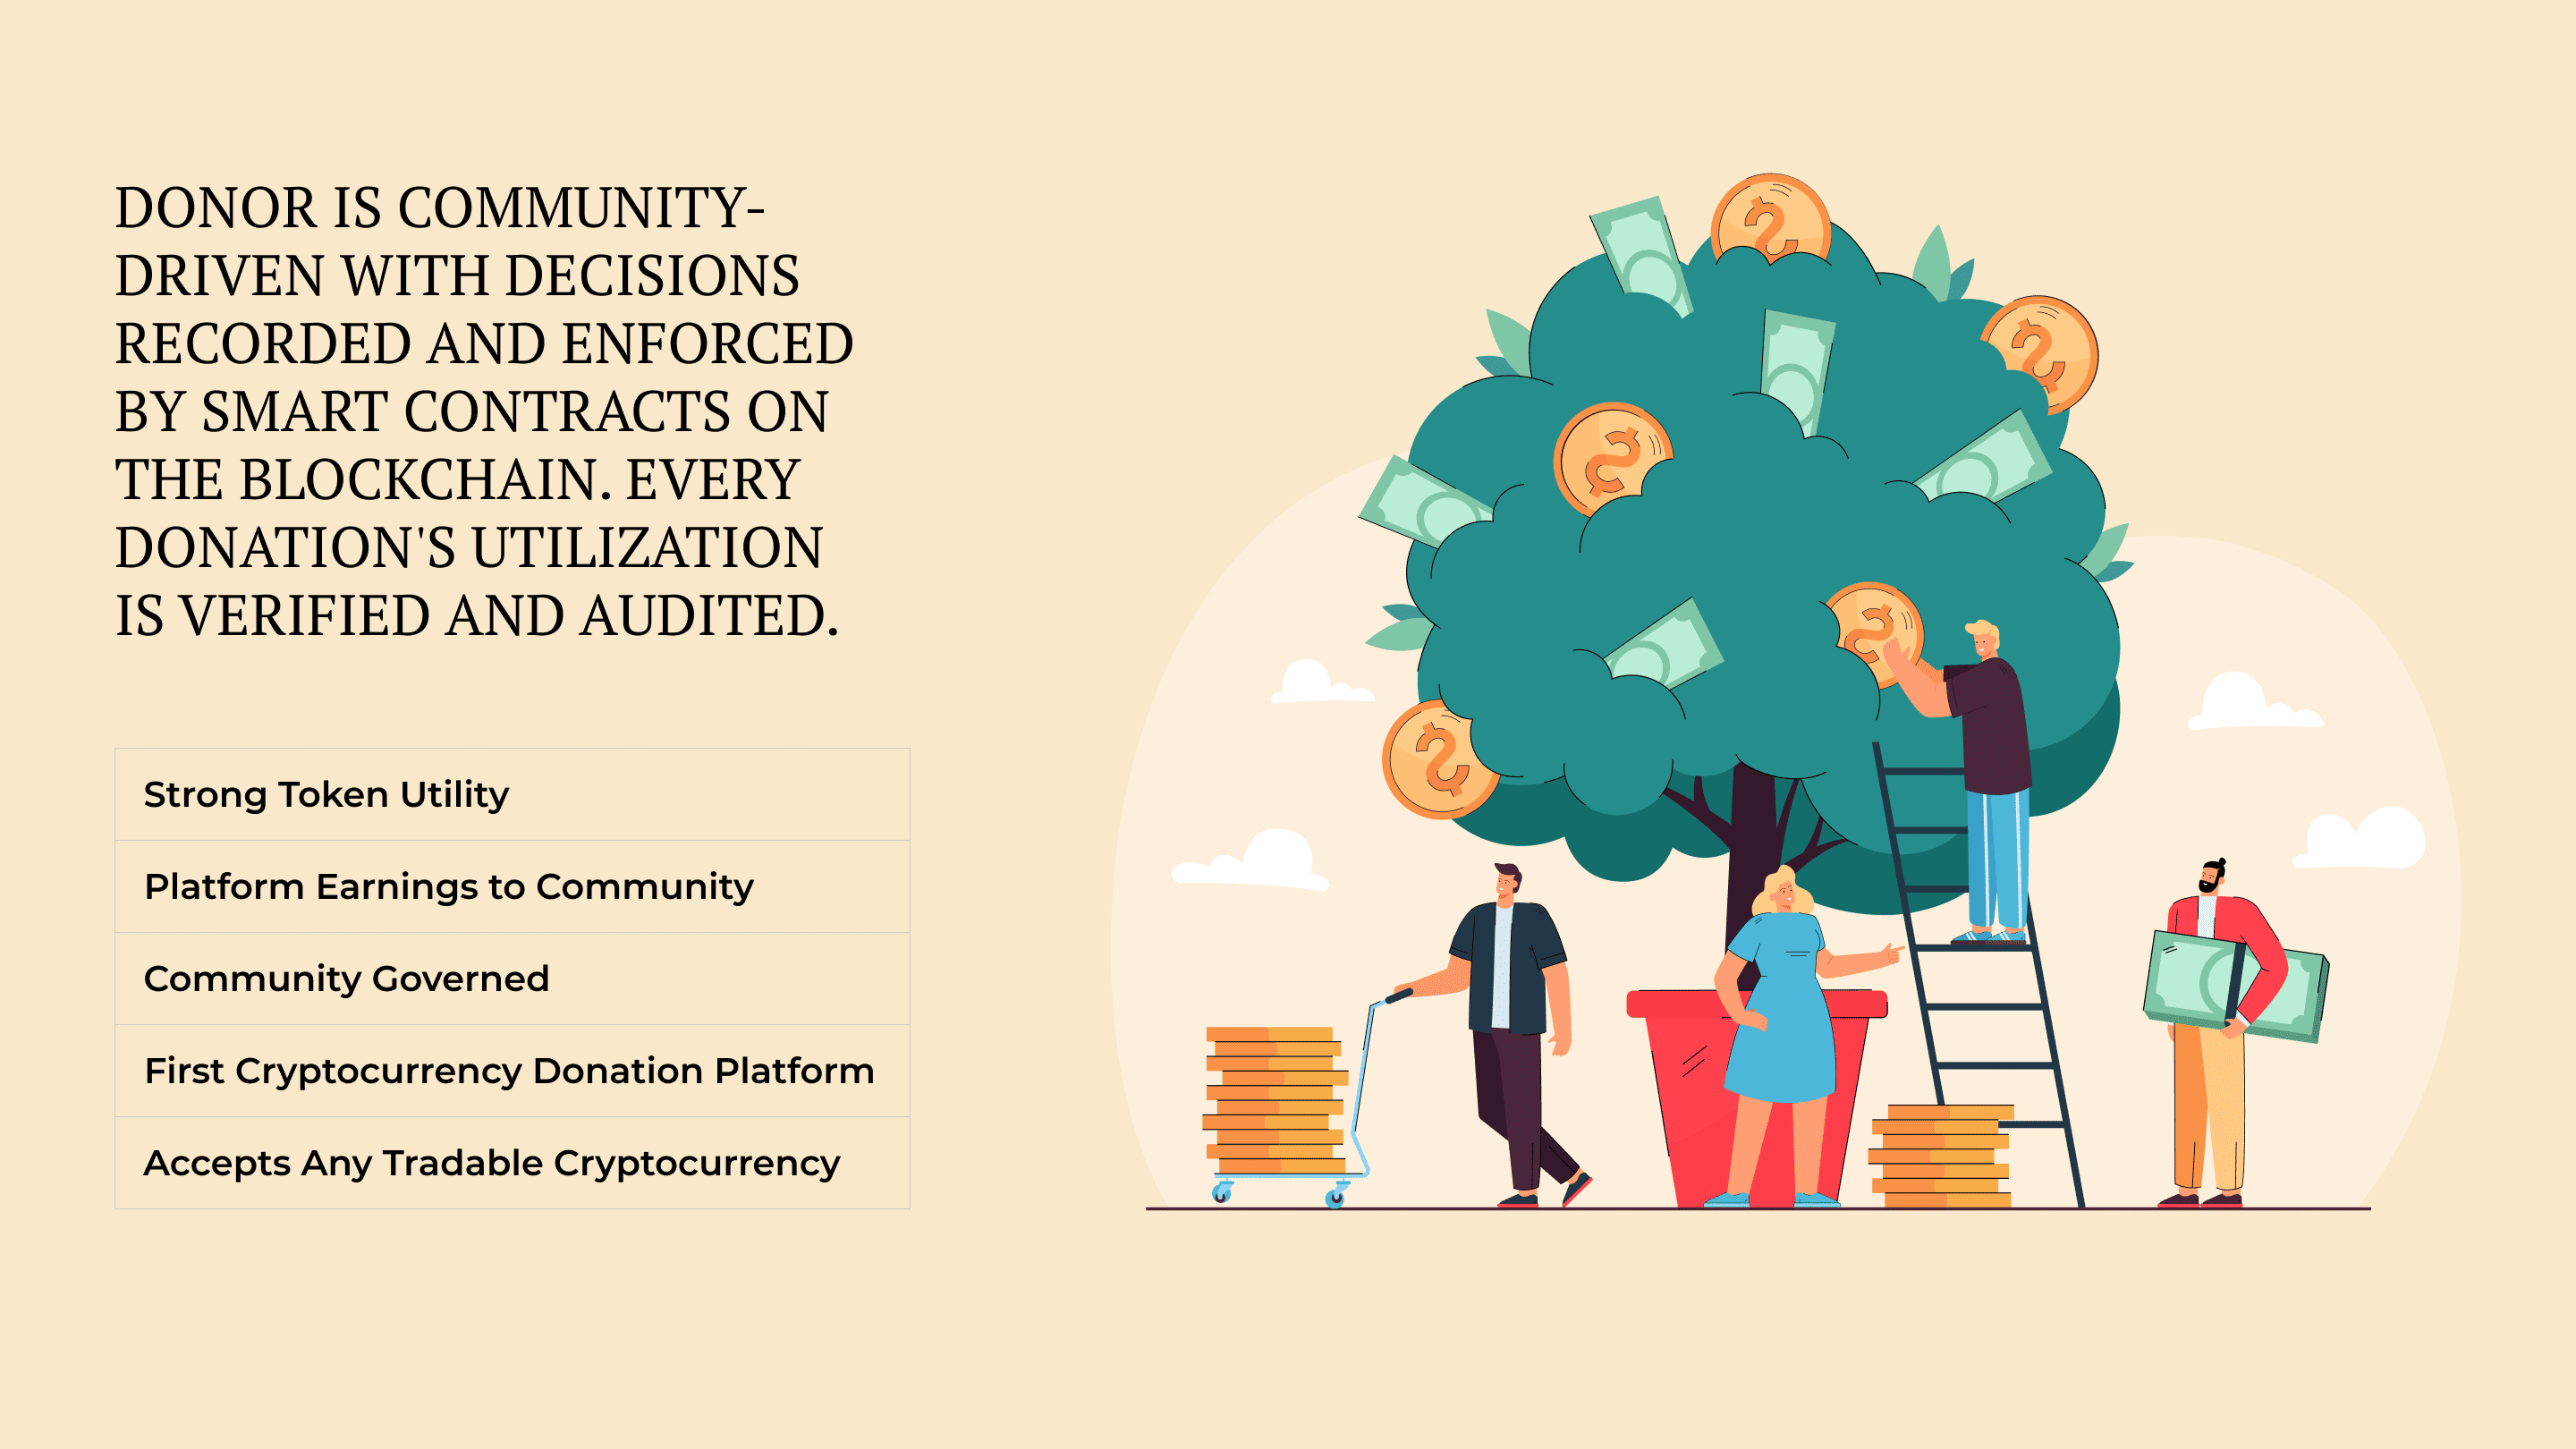 DONOR IS COMMUNITY-
DRIVEN WITH DECISIONS
RECORDED AND ENFORCED
BY SMART CONTRACTS ON
THE BLOCKCHAIN. EVERY
DONATION'S UTILIZATION
IS VERIFIED AND AUDITED.
Strong Token Utility
Platform Earnings to Community
Community Governed
First Cryptocurrency Donation Platform
Accepts Any Tradable Cryptocurrency